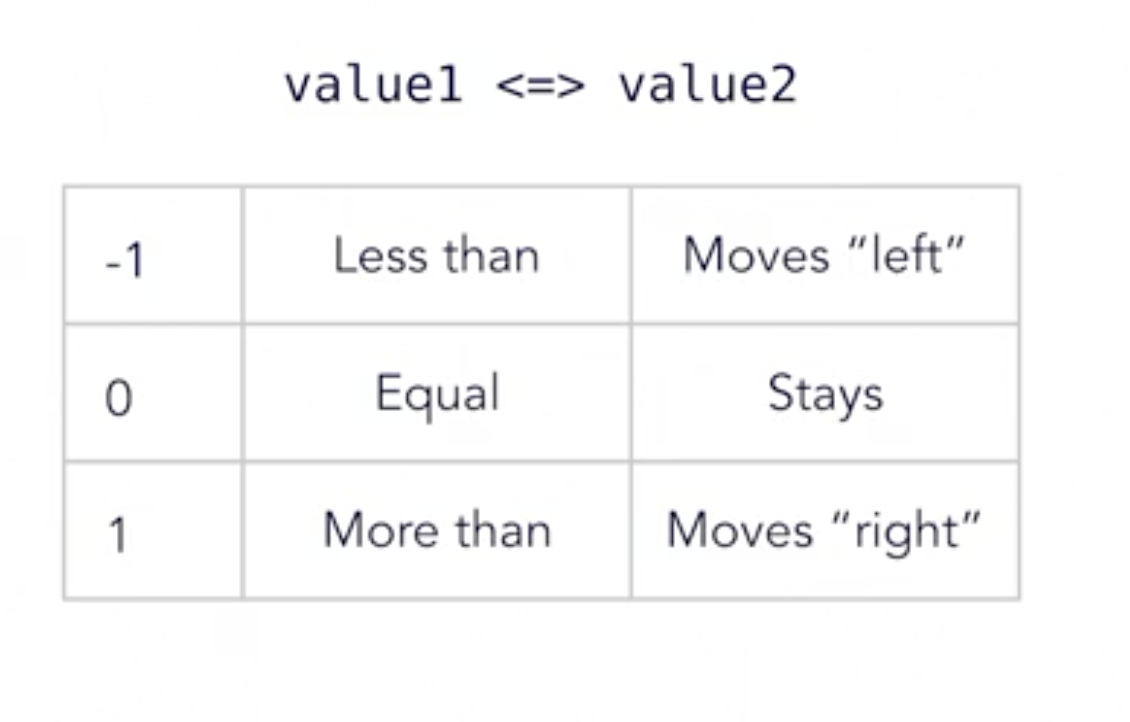 value1 <=> value2
-1 Less than Moves “left”
0 Equal Stays
1 More than Moves “right”